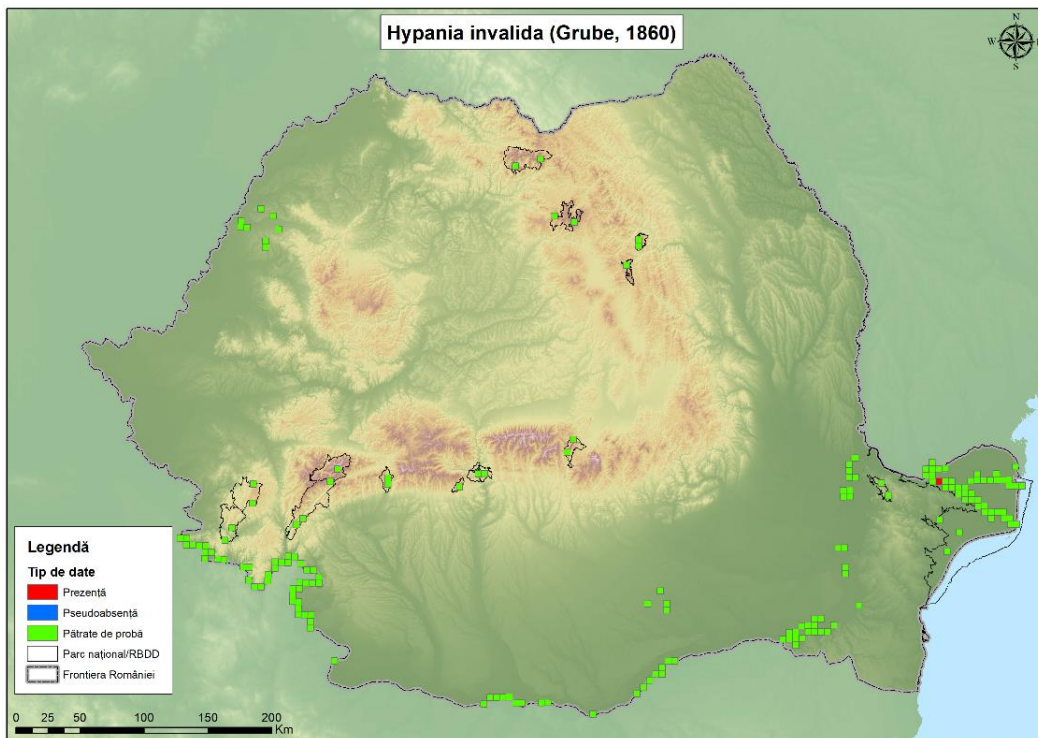 Hypania invalida (Grube, 1860)
N
W
S
Legendă
Tip de date
Prezență
Pseudoabsență
Pătrate de probă
Parc național/RBDD
Frontiera României
0 25 50 100 150 200
Km